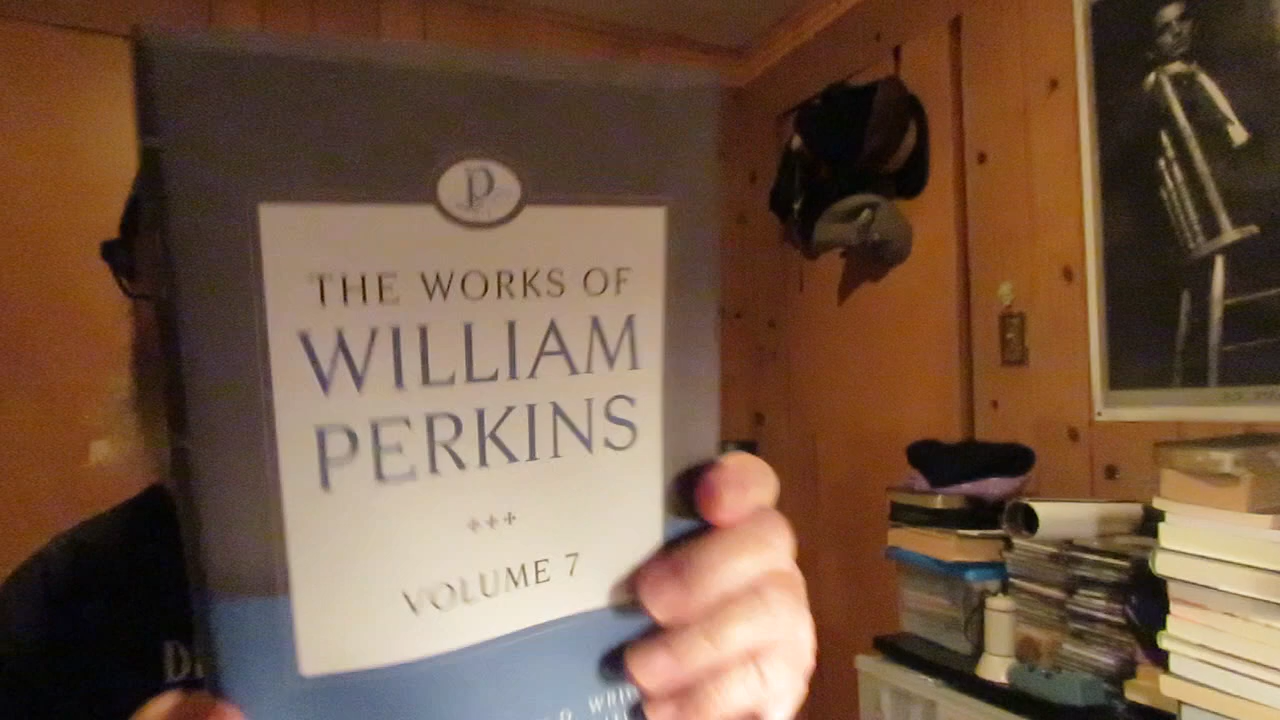 P
THE WORKS OF
WILLIAM
PERKINS
VOLUME 7